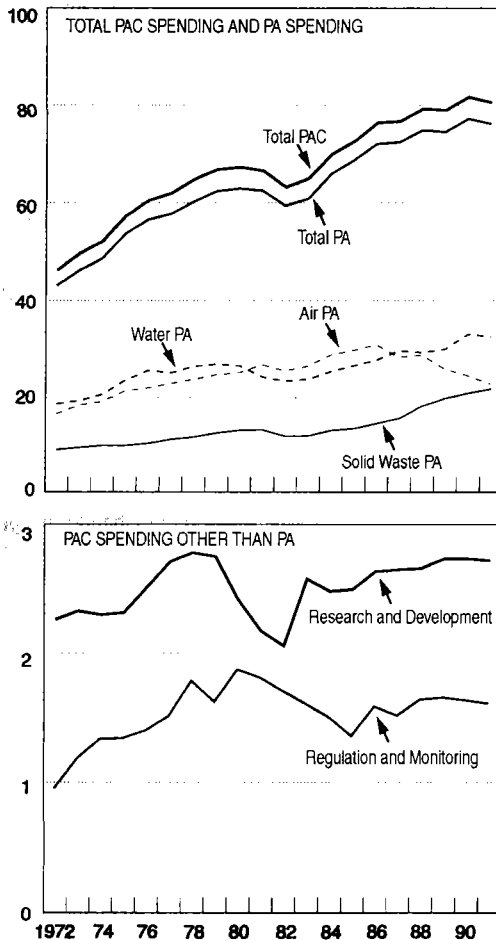 100
TOTAL PAC SPENDING AND PA SPENDING
80
Total PAC
60
Total PA
40
Air PA
Water PA
20
Solid Waste PA
0
3
PAC SPENDING OTHER THAN PA
Research and Development
2
Regulation and Monitoring
1
0
1972 74 76 78 80 82 84 86 88 90